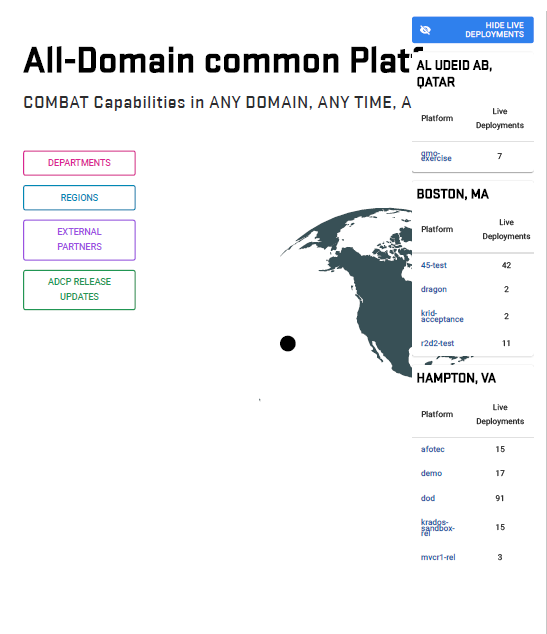 HIDE LIVE
DEPLOYMENTS
All-Domain common Platf
COMBAT Capabilities in ANY DOMAIN, ANY TIME, A
DEPARTMENTS
REGIONS
EXTERNAL
PARTNERS
ADCP RELEASE
UPDATES
AL UDEID AB,
QATAR
Platform Live
Deployments
gmo-
exercise 7
BOSTON, MA
Platform Live
Deployments
45-test 42
dragon 2
krid-
acceptance 2
r2d2-test 11
HAMPTON, VA
Platform Live
Deployments
afotec 15
demo 17
dod 91
krados-
sandbox- 15
rel
mvcr1-rel 3